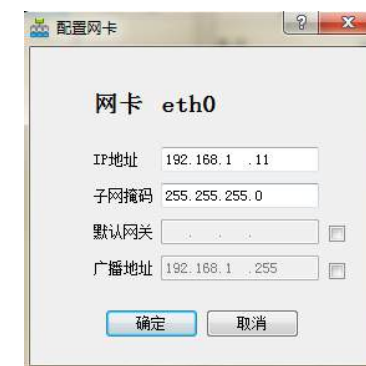 配置网卡
网卡 eth0
IP地址 192.168.1 .11
子网掩码 255.255.255.0
默认网关 . . .
广播地址 192.168.1 .255
确定 取消